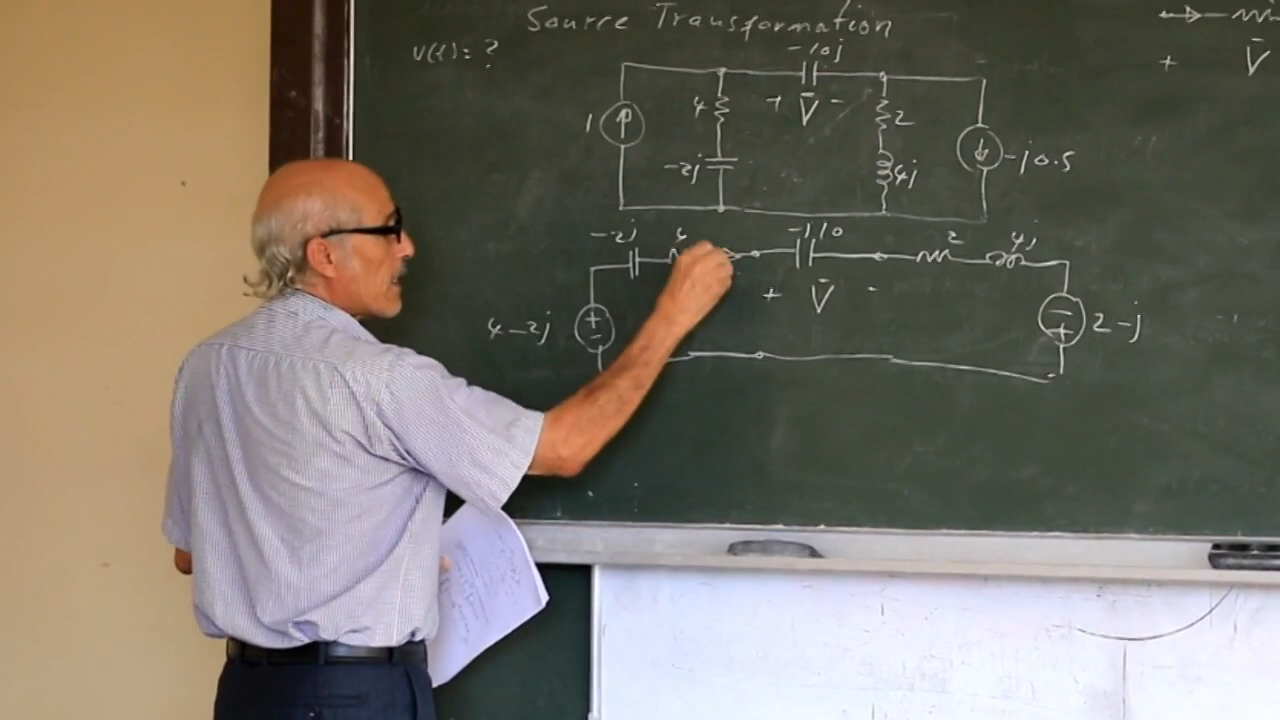 Source Transformation
v(t) = ?
-10j
1
4
+ V̄ -
2
-2j
4j
-j0.5
+ V̄
-2j
4
-j10
2
4j
+ V̄ -
4-2j
+
-
-
+
2-j